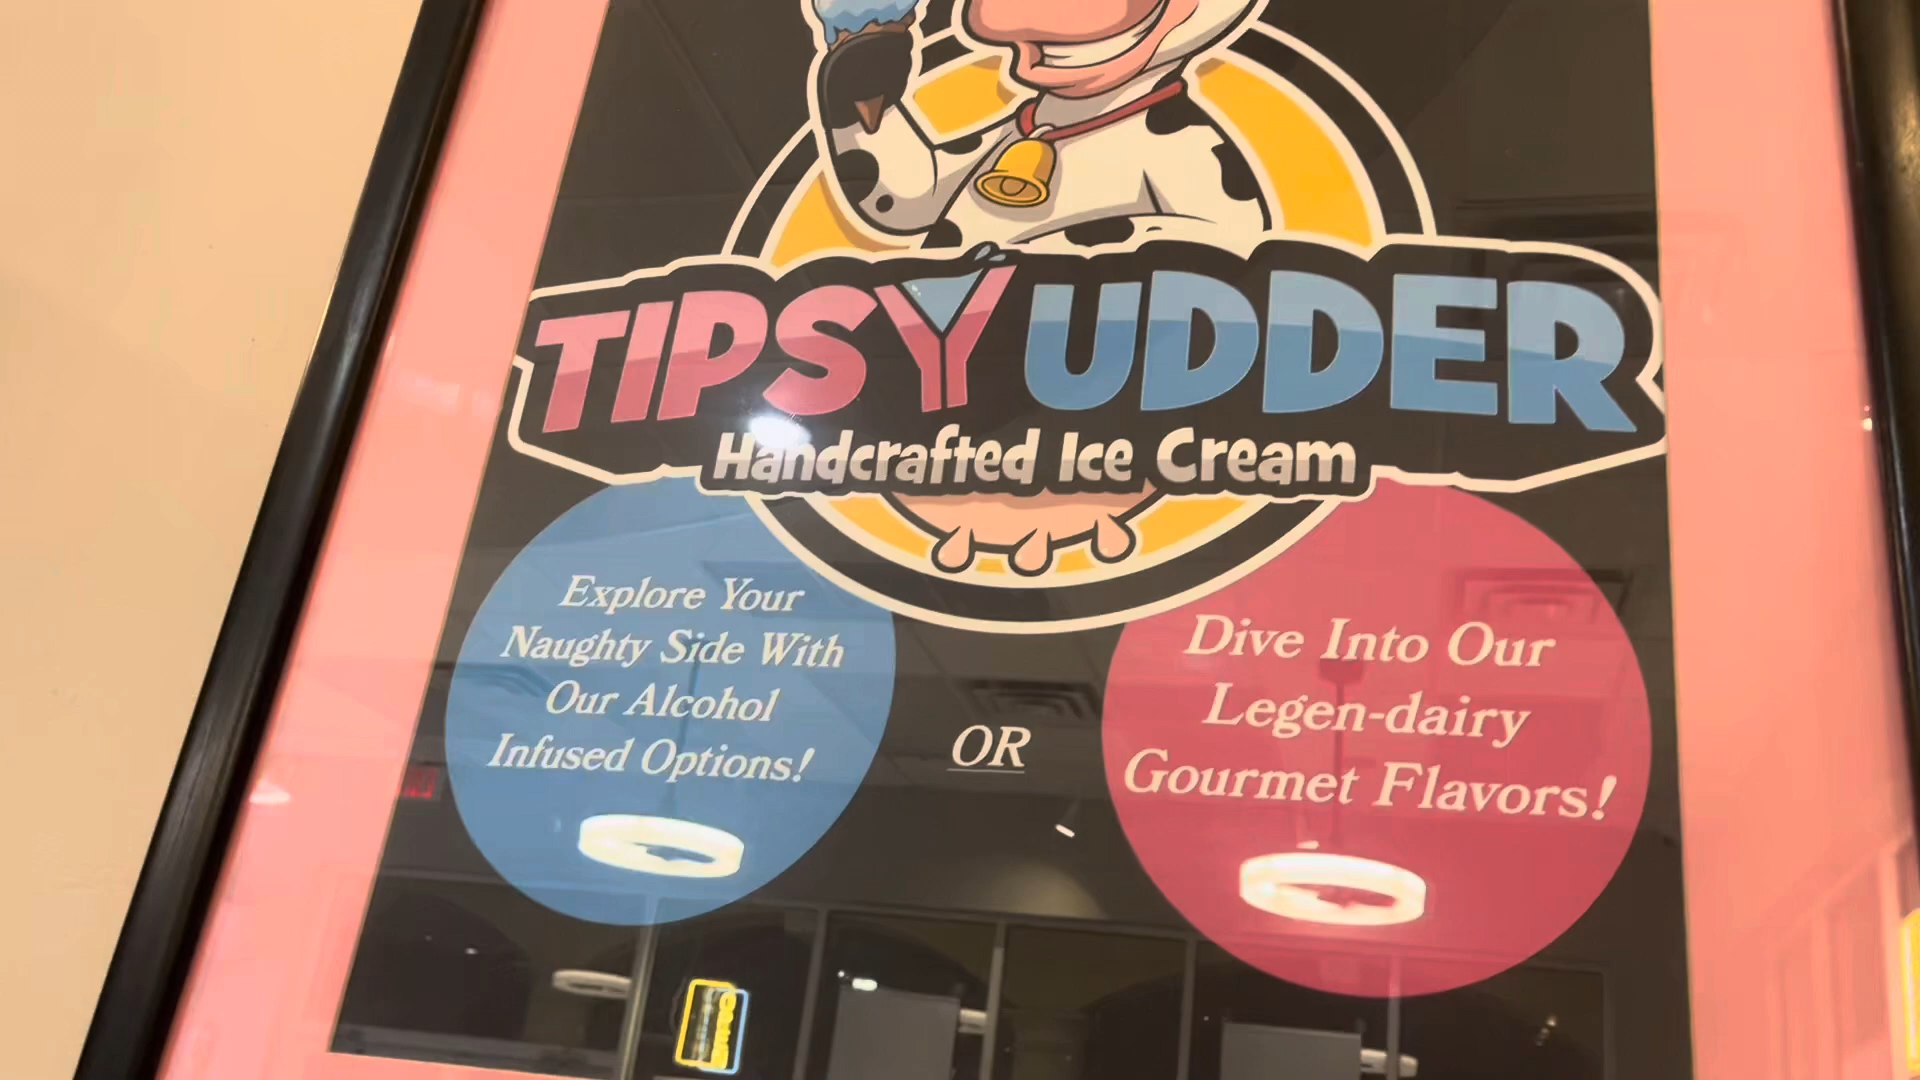 TIPSY UDDER
Handcrafted Ice Cream
Explore Your
Naughty Side With
Our Alcohol
Infused Options!
OR
Dive Into Our
Legen-dairy
Gourmet Flavors!